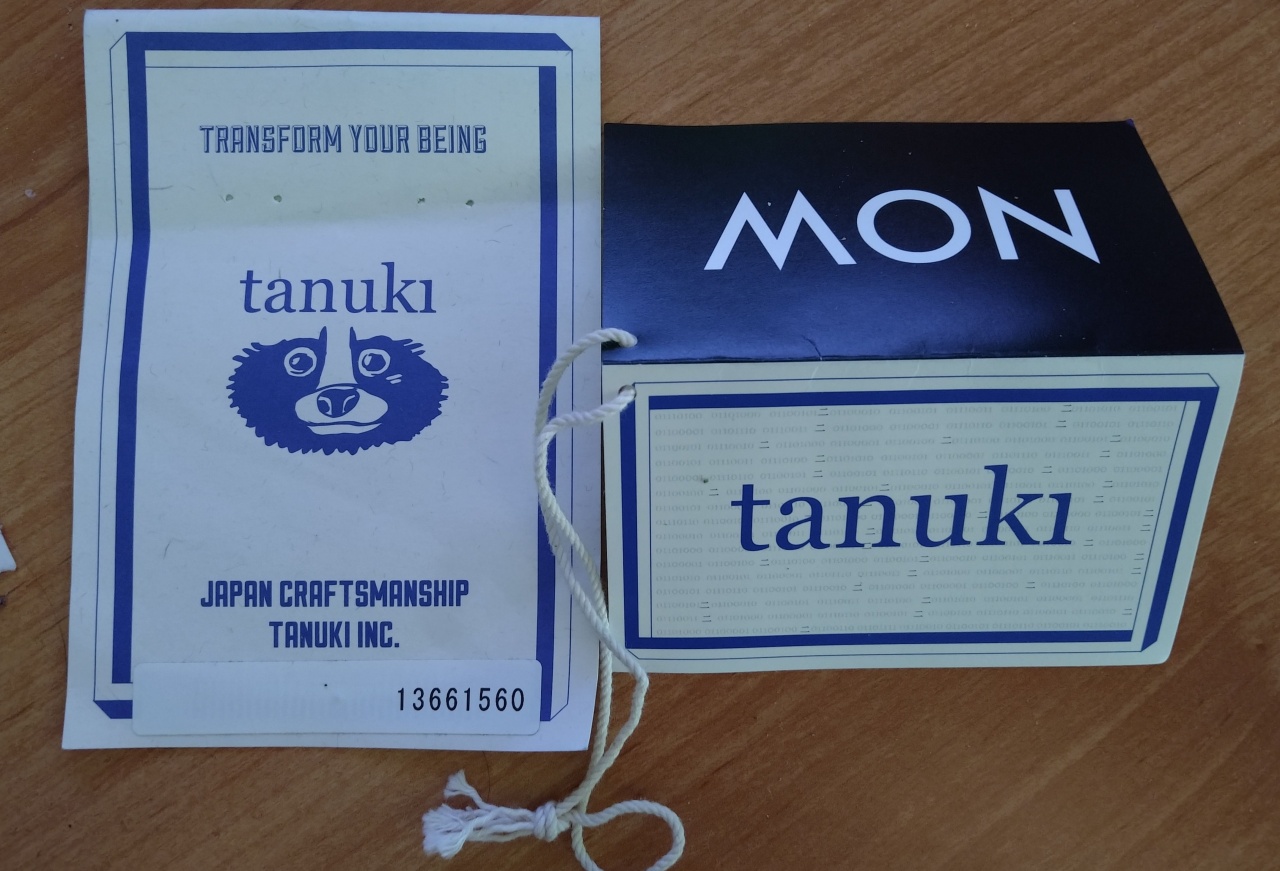 TRANSFORM YOUR BEING
tanuki
JAPAN CRAFTSMANSHIP
TANUKI INC.
13661560
MON
tanuki